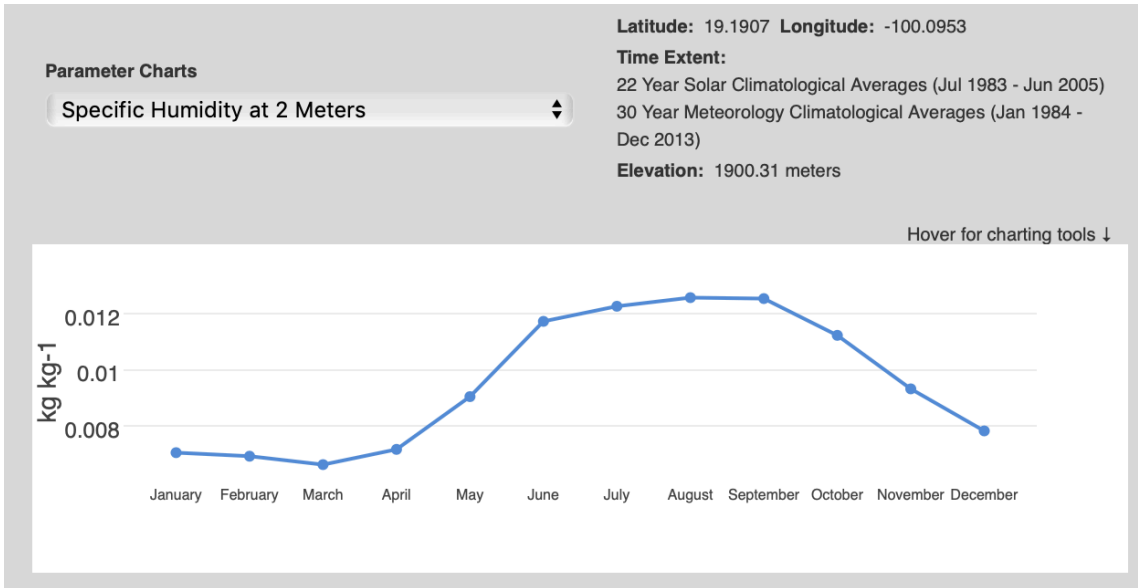 Latitude: 19.1907 Longitude: -100.0953
Time Extent:
22 Year Solar Climatological Averages (Jul 1983 - Jun 2005)
30 Year Meteorology Climatological Averages (Jan 1984 -
Dec 2013)
Elevation: 1900.31 meters
Parameter Charts
Specific Humidity at 2 Meters
Hover for charting tools ↓
kg kg-1
0.012
0.01
0.008
January February March April May June July August September October November December